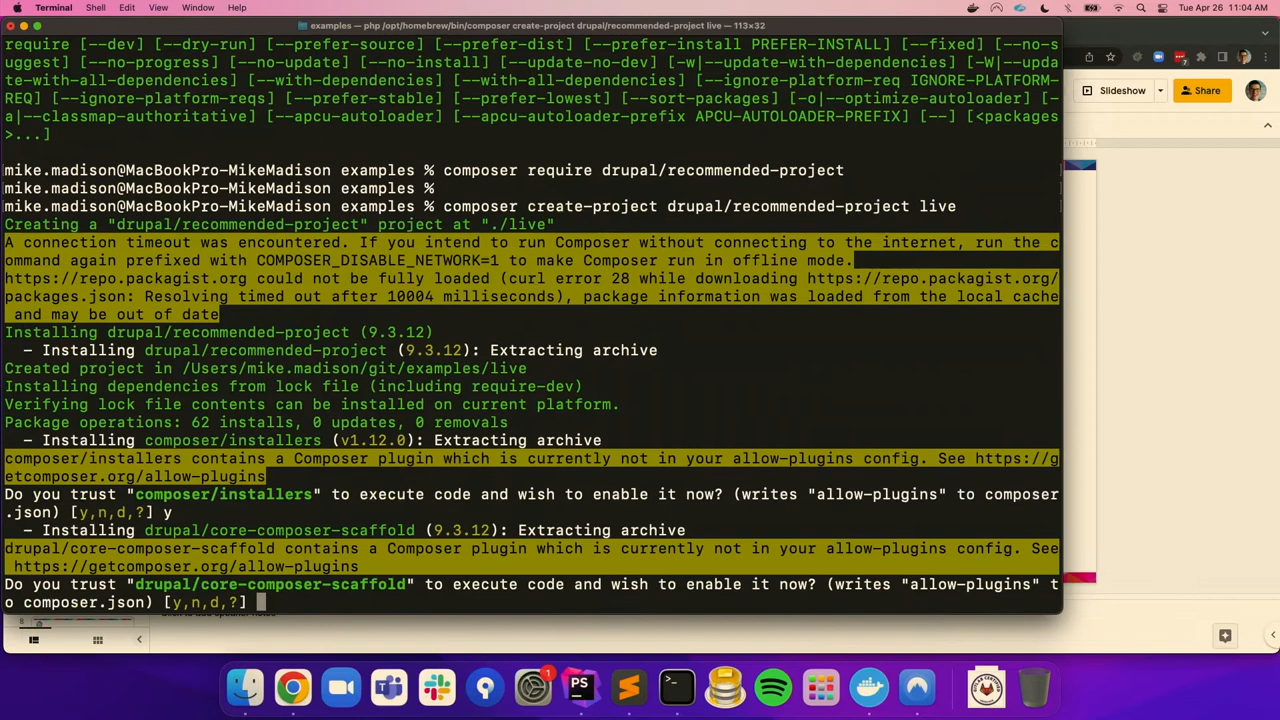 Terminal Shell Edit View Window Help Tue Apr 26 11:04 AM
examples — php /opt/homebrew/bin/composer create-project drupal/recommended-project live — 113×32
require [--dev] [--dry-run] [--prefer-source] [--prefer-dist] [--prefer-install PREFER-INSTALL] [--fixed] [--no-s
uggest] [--no-progress] [--no-update] [--no-install] [--update-no-dev] [-w|--update-with-dependencies] [-W|--upda
te-with-all-dependencies] [--with-dependencies] [--with-all-dependencies] [--ignore-platform-req IGNORE-PLATFORM-
REQ] [--ignore-platform-reqs] [--prefer-stable] [--prefer-lowest] [--sort-packages] [-o|--optimize-autoloader] [-
a|--classmap-authoritative] [--apcu-autoloader] [--apcu-autoloader-prefix APCU-AUTOLOADER-PREFIX] [--] [<packages
>...]
mike.madison@MacBookPro-MikeMadison examples % composer require drupal/recommended-project
mike.madison@MacBookPro-MikeMadison examples %
mike.madison@MacBookPro-MikeMadison examples % composer create-project drupal/recommended-project live
Creating a "drupal/recommended-project" project at "./live"
A connection timeout was encountered. If you intend to run Composer without connecting to the internet, run the c
ommand again prefixed with COMPOSER_DISABLE_NETWORK=1 to make Composer run in offline mode.
https://repo.packagist.org could not be fully loaded (curl error 28 while downloading https://repo.packagist.org/
packages.json: Resolving timed out after 10004 milliseconds), package information was loaded from the local cache
and may be out of date
Installing drupal/recommended-project (9.3.12)
- Installing drupal/recommended-project (9.3.12): Extracting archive
Created project in /Users/mike.madison/git/examples/live
Installing dependencies from lock file (including require-dev)
Verifying lock file contents can be installed on current platform.
Package operations: 62 installs, 0 updates, 0 removals
- Installing composer/installers (v1.12.0): Extracting archive
composer/installers contains a Composer plugin which is currently not in your allow-plugins config. See https://g
etcomposer.org/allow-plugins
Do you trust "composer/installers" to execute code and wish to enable it now? (writes "allow-plugins" to composer
.json) [y,n,d,?] y
- Installing drupal/core-composer-scaffold (9.3.12): Extracting archive
drupal/core-composer-scaffold contains a Composer plugin which is currently not in your allow-plugins config. See
https://getcomposer.org/allow-plugins
Do you trust "drupal/core-composer-scaffold" to execute code and wish to enable it now? (writes "allow-plugins" t
o composer.json) [y,n,d,?]
Slideshow
Share
8
1
PS
>_